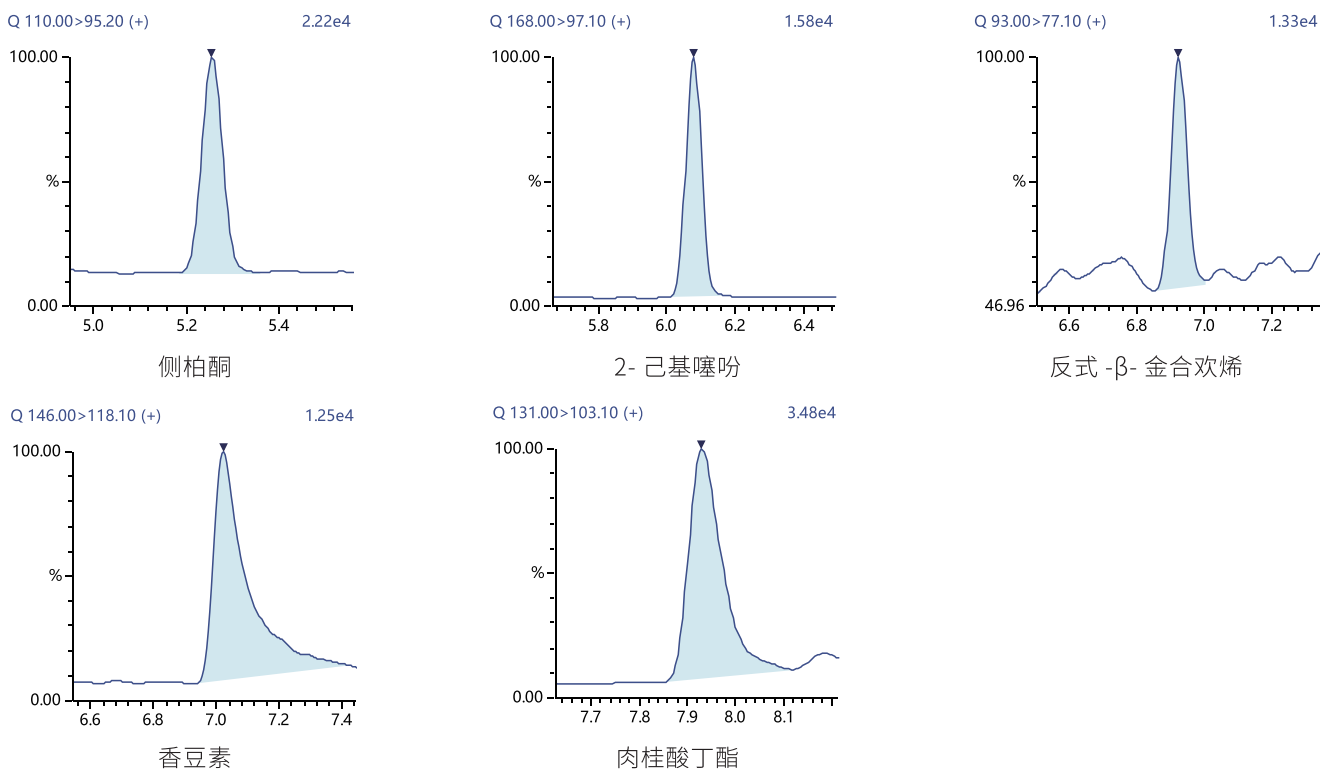 Q 110.00>95.20 (+) 2.22e4
100.00
%
0.00
5.0 5.2 5.4
侧柏酮
Q 168.00>97.10 (+) 1.58e4
100.00
%
0.00
5.8 6.0 6.2 6.4
2- 己基噻吩
Q 93.00>77.10 (+) 1.33e4
100.00
%
46.96
6.6 6.8 7.0 7.2
反式 -β- 金合欢烯
Q 146.00>118.10 (+) 1.25e4
100.00
%
0.00
6.6 6.8 7.0 7.2 7.4
香豆素
Q 131.00>103.10 (+) 3.48e4
100.00
%
0.00
7.7 7.8 7.9 8.0 8.1
肉桂酸丁酯